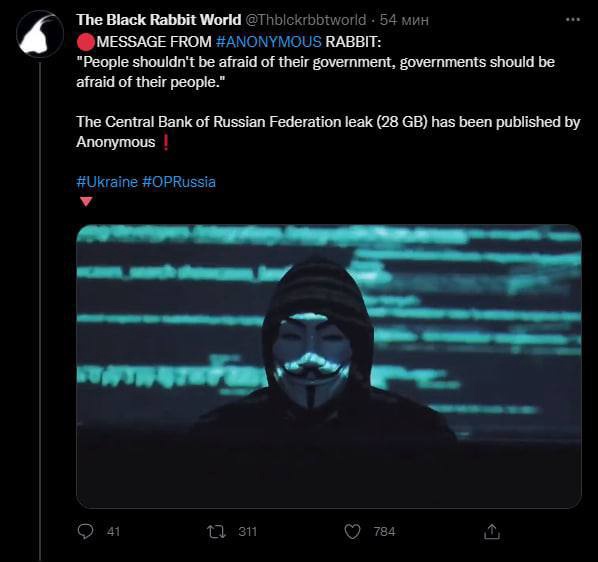 The Black Rabbit World @Thblckrbbtworld · 54 мин
🔴MESSAGE FROM #ANONYMOUS RABBIT:
"People shouldn't be afraid of their government, governments should be
afraid of their people."
The Central Bank of Russian Federation leak (28 GB) has been published by
Anonymous❗
#Ukraine #OPRussia
🔻
41 311 784